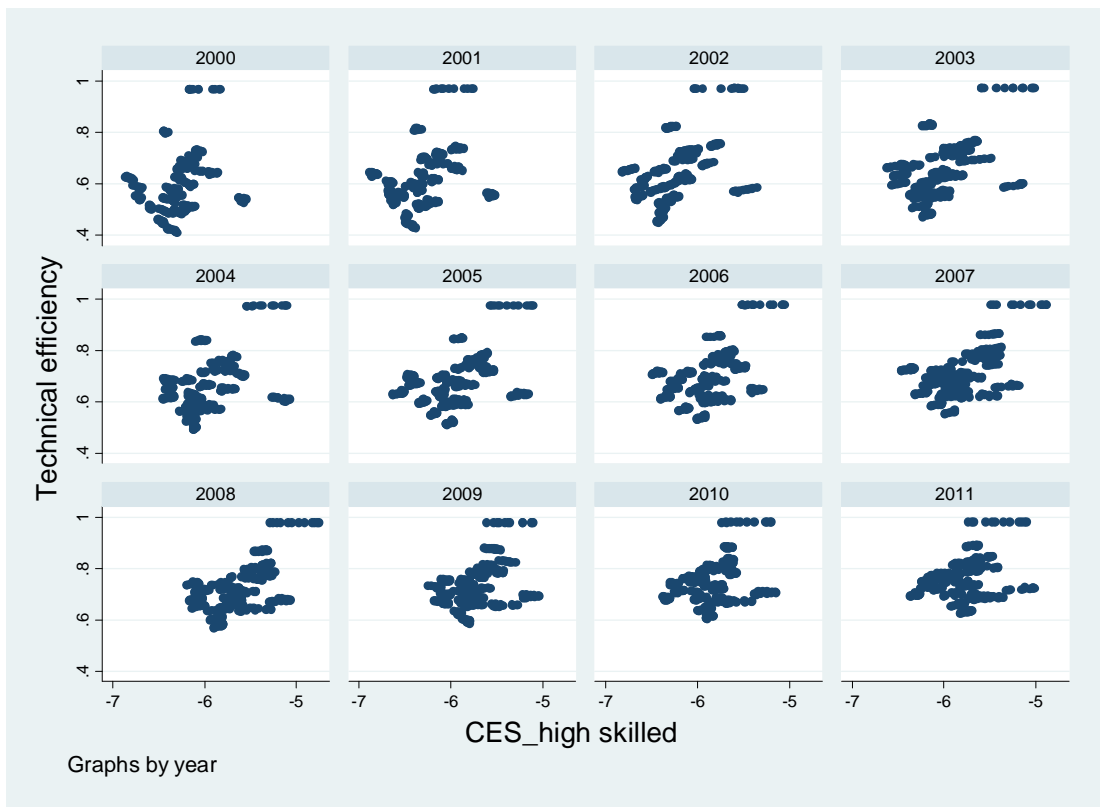 2000 2001 2002 2003
.4 .6 .8 1
2004 2005 2006 2007
.4 .6 .8 1
2008 2009 2010 2011
.4 .6 .8 1
-7 -6 -5 -7 -6 -5 -7 -6 -5 -7 -6 -5
Technical efficiency
CES_high skilled
Graphs by year